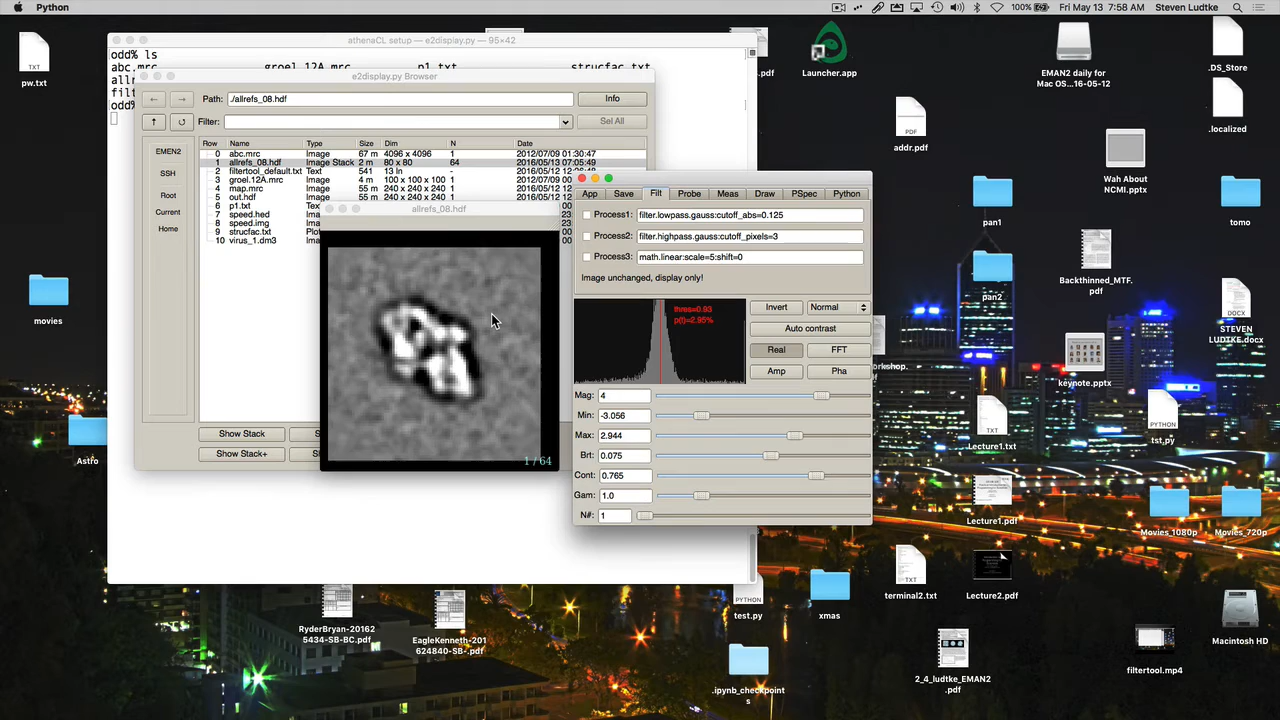 Python
100%
Fri May 13 7:58 AM
Steven Ludtke
athenaCL setup — e2display.py — 95×42
odd% ls
abc.mrc groel.12A.mrc p1.txt strucfac.txt
e2display.py Browser
Path: ./allrefs_08.hdf Info
Filter: Sel All
EMEN2
SSH
Root
Current
Home
Row Name Type Size Dim N Date
0 abc.mrc Image 67 m 4096 x 4096 1 2012/07/09 01:30:47
1 allrefs_08.hdf Image Stack 2 m 80 x 80 64 2016/05/13 07:05:49
2 filtertool_default.txt Text 541 13 ln - 2016/05/13
3 groel.12A.mrc Image 4 m 100 x 100 x 100 1
4 map.mrc Image 55 m 240 x 240 x 240 1
5 out.hdf Image 55 m 240 x 240 x 240 1
6 p1.txt
7 speed.hed
8 speed.img
9 strucfac.txt
10 virus_1.dm3
Show Stack
Show Stack+
allrefs_08.hdf
1 / 64
App Save Filt Probe Meas Draw PSpec Python
Process1: filter.lowpass.gauss:cutoff_abs=0.125
Process2: filter.highpass.gauss:cutoff_pixels=3
Process3: math.linear:scale=5:shift=0
Image unchanged, display only!
thres=0.93
p(t)=2.95%
Invert Normal
Auto contrast
Real FFT
Amp Pha
Mag: 4
Min: -3.056
Max: 2.944
Brt: 0.075
Cont: 0.765
Gam: 1.0
N#: 1
pw.txt
movies
Astro
Launcher.app
EMAN2 daily for
Mac OS...16-05-12
.DS_Store
.localized
addr.pdf
Wah About
NCMI.pptx
pan1
tomo
pan2
Backthinned_MTF.
pdf
STEVEN
LUDTKE.docx
keynote.pptx
Lecture1.txt
tst.py
Lecture1.pdf
Movies_1080p
Movies_720p
terminal2.txt
Lecture2.pdf
test.py
xmas
RyderBryan-20162
5434-SB-BC.pdf
EagleKenneth-201
624840-SB-.pdf
.ipynb_checkpoint
s
2_4_ludtke_EMAN2
.pdf
filtertool.mp4
Macintosh HD